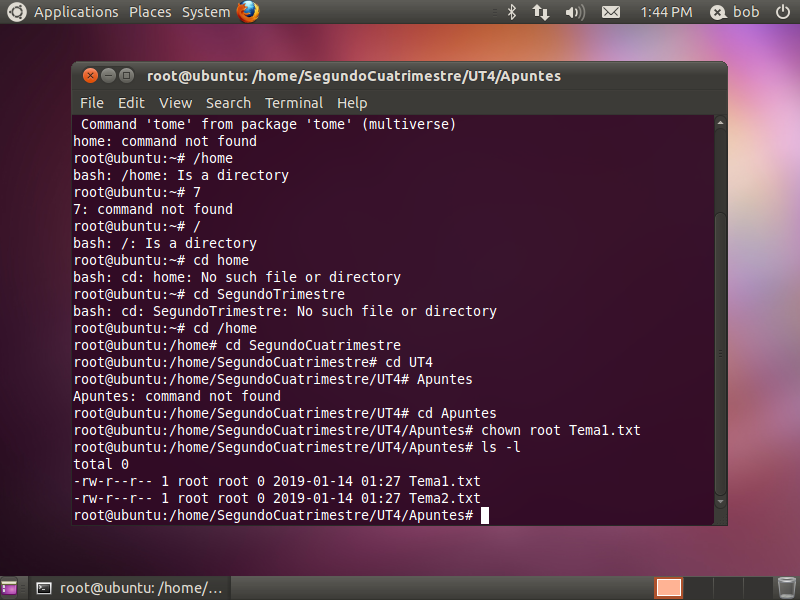 Applications Places System 1:44 PM bob
root@ubuntu: /home/SegundoCuatrimestre/UT4/Apuntes
File Edit View Search Terminal Help
Command 'tome' from package 'tome' (multiverse)
home: command not found
root@ubuntu:~# /home
bash: /home: Is a directory
root@ubuntu:~# 7
7: command not found
root@ubuntu:~# /
bash: /: Is a directory
root@ubuntu:~# cd home
bash: cd: home: No such file or directory
root@ubuntu:~# cd SegundoTrimestre
bash: cd: SegundoTrimestre: No such file or directory
root@ubuntu:~# cd /home
root@ubuntu:/home# cd SegundoCuatrimestre
root@ubuntu:/home/SegundoCuatrimestre# cd UT4
root@ubuntu:/home/SegundoCuatrimestre/UT4# Apuntes
Apuntes: command not found
root@ubuntu:/home/SegundoCuatrimestre/UT4# cd Apuntes
root@ubuntu:/home/SegundoCuatrimestre/UT4/Apuntes# chown root Tema1.txt
root@ubuntu:/home/SegundoCuatrimestre/UT4/Apuntes# ls -l
total 0
-rw-r--r-- 1 root root 0 2019-01-14 01:27 Tema1.txt
-rw-r--r-- 1 root root 0 2019-01-14 01:27 Tema2.txt
root@ubuntu:/home/SegundoCuatrimestre/UT4/Apuntes#
root@ubuntu: /home/...